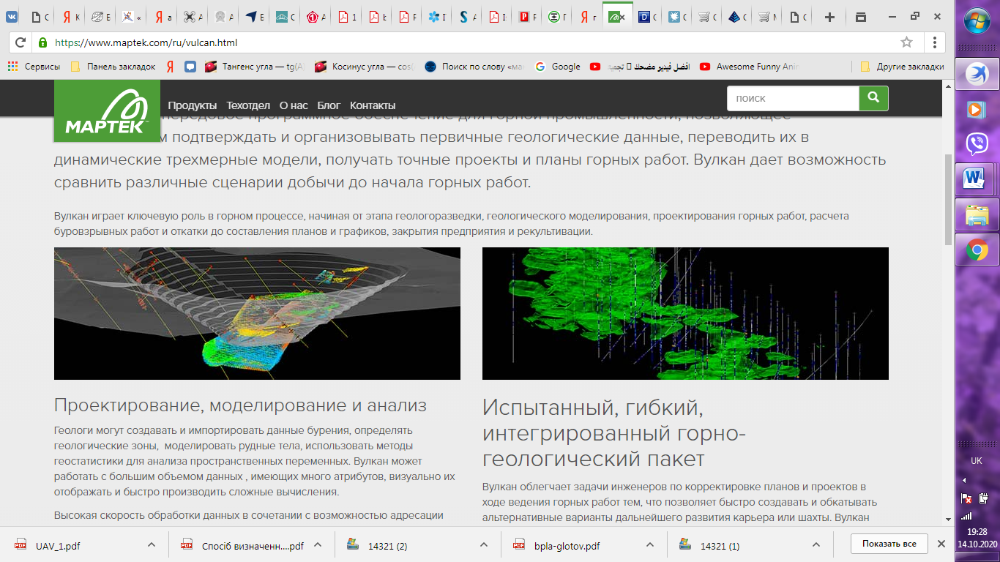 https://www.maptek.com/ru/vulcan.html
Сервисы
Панель закладок
Тангенс угла — tg(A)
Косинус угла — cos(
Поиск по слову «ма
Google
افضل فيديو مضحك
Awesome Funny Ani
Другие закладки
MAPTEK™
Продукты Техотдел О нас Блог Контакты
поиск
передовое программное обеспечение для горной промышленности, позволяющее
м подтверждать и организовывать первичные геологические данные, переводить их в
динамические трехмерные модели, получать точные проекты и планы горных работ. Вулкан дает возможность
сравнить различные сценарии добычи до начала горных работ.
Вулкан играет ключевую роль в горном процессе, начиная от этапа геологоразведки, геологического моделирования, проектирования горных работ, расчета
буровзрывных работ и откатки до составления планов и графиков, закрытия предприятия и рекультивации.
Проектирование, моделирование и анализ
Геологи могут создавать и импортировать данные бурения, определять
геологические зоны, моделировать рудные тела, использовать методы
геостатистики для анализа пространственных переменных. Вулкан может
работать с большим объемом данных , имеющих много атрибутов, визуально их
отображать и быстро производить сложные вычисления.
Высокая скорость обработки данных в сочетании с возможностью адресации
Испытанный, гибкий,
интегрированный горно-
геологический пакет
Вулкан облегчает задачи инженеров по корректировке планов и проектов в
ходе ведения горных работ тем, что позволяет быстро создавать и обкатывать
альтернативные варианты дальнейшего развития карьера или шахты. Вулкан
UAV_1.pdf
Спосіб визначенн....pdf
14321 (2)
bpla-glotov.pdf
14321 (1)
Показать все
UK
19:28
14.10.2020